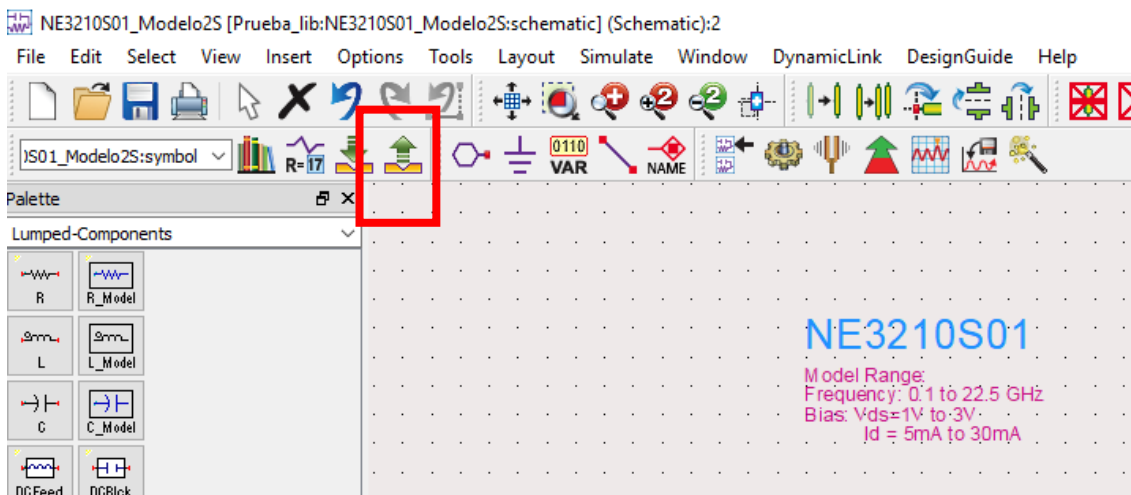 NE3210S01_Modelo2S [Prueba_lib:NE3210S01_Modelo2S:schematic] (Schematic):2
File Edit Select View Insert Options Tools Layout Simulate Window DynamicLink DesignGuide Help
+2 -2
)S01_Modelo2S:symbol R=17 0110 VAR NAME
Palette
Lumped-Components
R R_Model
L L_Model
C C_Model
DCFeed DCBlck
NE3210S01
Model Range:
Frequency: 0.1 to 22.5 GHz
Bias: Vds=1V to 3V
Id = 5mA to 30mA